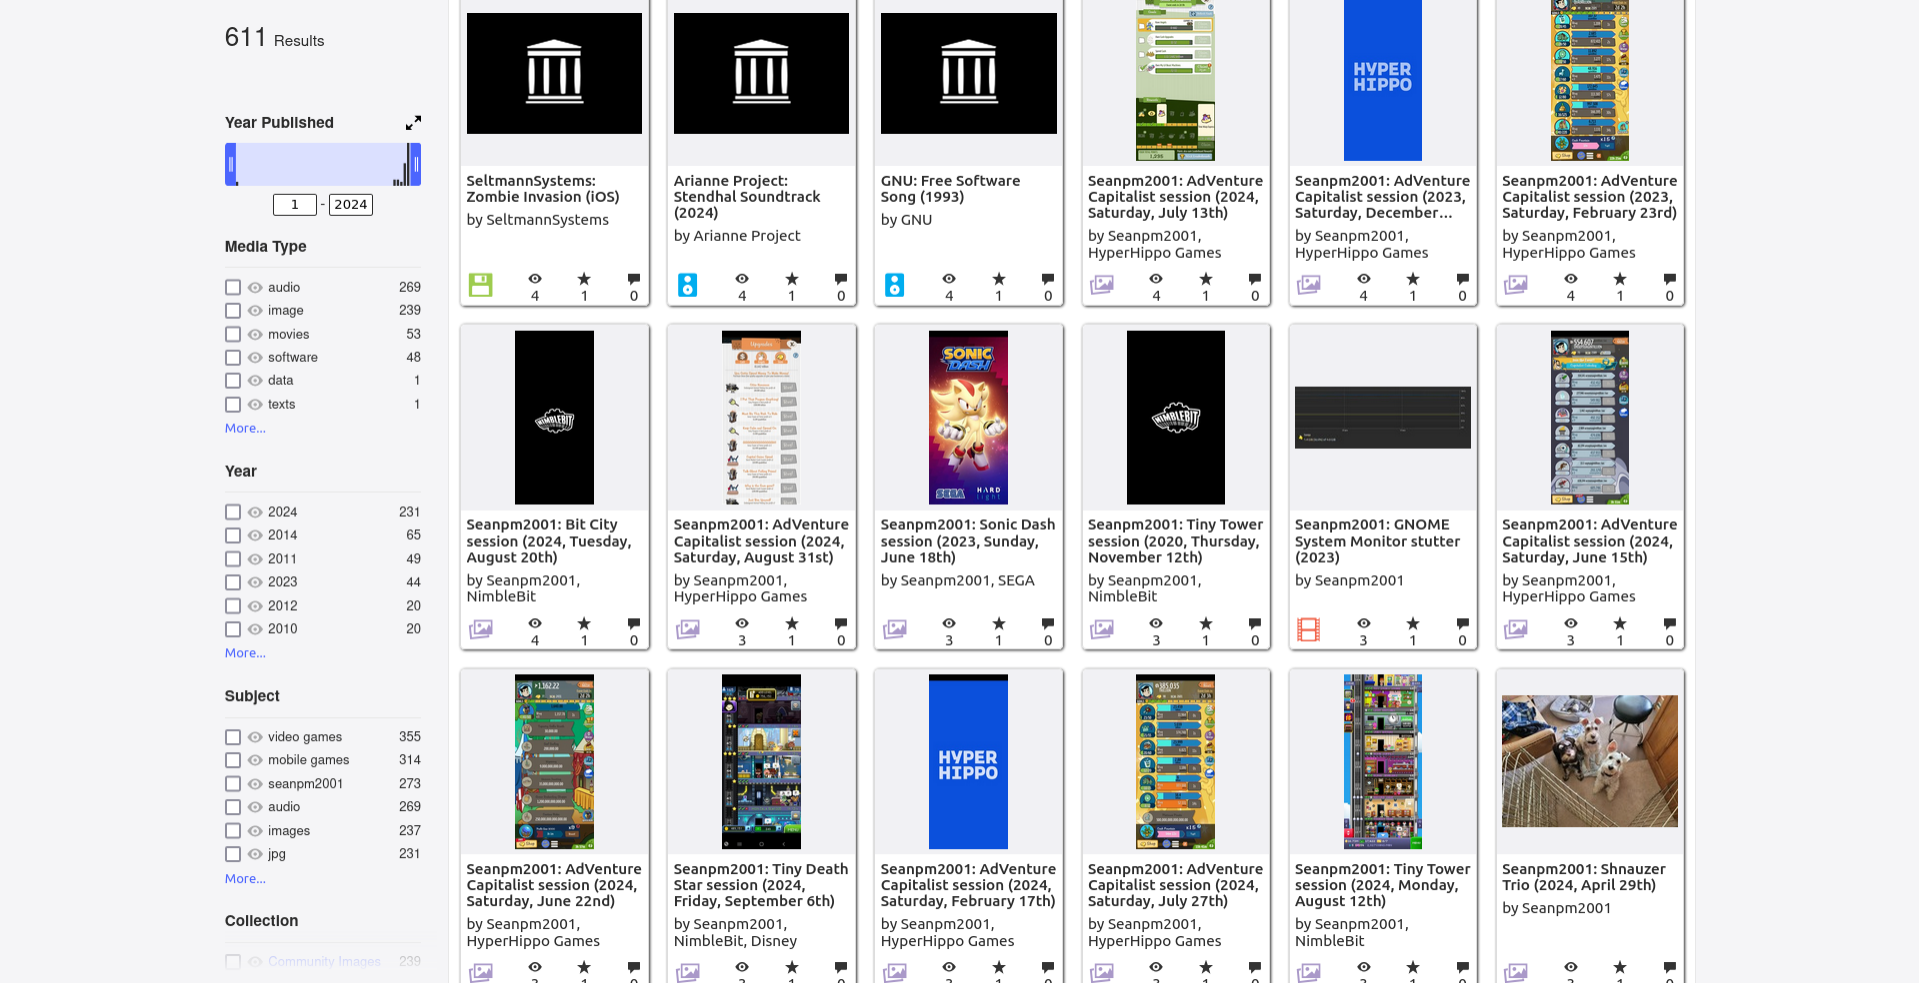 611 Results
Year Published
1 - 2024
Media Type
audio 269
image 239
movies 53
software 48
data 1
texts 1
More...
Year
2024 231
2014 65
2011 49
2023 44
2012 20
2010 20
More...
Subject
video games 355
mobile games 314
seanpm2001 273
audio 269
images 237
jpg 231
More...
Collection
Community Images 239
SeltmannSystems:
Zombie Invasion (iOS)
by SeltmannSystems
4 1 0
Arianne Project:
Stendhal Soundtrack
(2024)
by Arianne Project
4 1 0
GNU: Free Software
Song (1993)
by GNU
4 1 0
Seanpm2001: AdVenture
Capitalist session (2024,
Saturday, July 13th)
by Seanpm2001,
HyperHippo Games
4 1 0
HYPER
HIPPO
Seanpm2001: AdVenture
Capitalist session (2023,
Saturday, December...
by Seanpm2001,
HyperHippo Games
4 1 0
Seanpm2001: AdVenture
Capitalist session (2023,
Saturday, February 23rd)
by Seanpm2001,
HyperHippo Games
4 1 0
NIMBLEBIT
Seanpm2001: Bit City
session (2024, Tuesday,
August 20th)
by Seanpm2001,
NimbleBit
4 1 0
Upgrades
Seanpm2001: AdVenture
Capitalist session (2024,
Saturday, August 31st)
by Seanpm2001,
HyperHippo Games
3 1 0
SONIC
DASH
SEGA HARD
light
Seanpm2001: Sonic Dash
session (2023, Sunday,
June 18th)
by Seanpm2001, SEGA
3 1 0
NIMBLEBIT
Seanpm2001: Tiny Tower
session (2020, Thursday,
November 12th)
by Seanpm2001,
NimbleBit
3 1 0
Seanpm2001: GNOME
System Monitor stutter
(2023)
by Seanpm2001
3 1 0
554.607
Seanpm2001: AdVenture
Capitalist session (2024,
Saturday, June 15th)
by Seanpm2001,
HyperHippo Games
3 1 0
1,162.22
Seanpm2001: AdVenture
Capitalist session (2024,
Saturday, June 22nd)
by Seanpm2001,
HyperHippo Games
Seanpm2001: Tiny Death
Star session (2024,
Friday, September 6th)
by Seanpm2001,
NimbleBit, Disney
HYPER
HIPPO
Seanpm2001: AdVenture
Capitalist session (2024,
Saturday, February 17th)
by Seanpm2001,
HyperHippo Games
385.035
Seanpm2001: AdVenture
Capitalist session (2024,
Saturday, July 27th)
by Seanpm2001,
HyperHippo Games
Seanpm2001: Tiny Tower
session (2024, Monday,
August 12th)
by Seanpm2001,
NimbleBit
Seanpm2001: Shnauzer
Trio (2024, April 29th)
by Seanpm2001